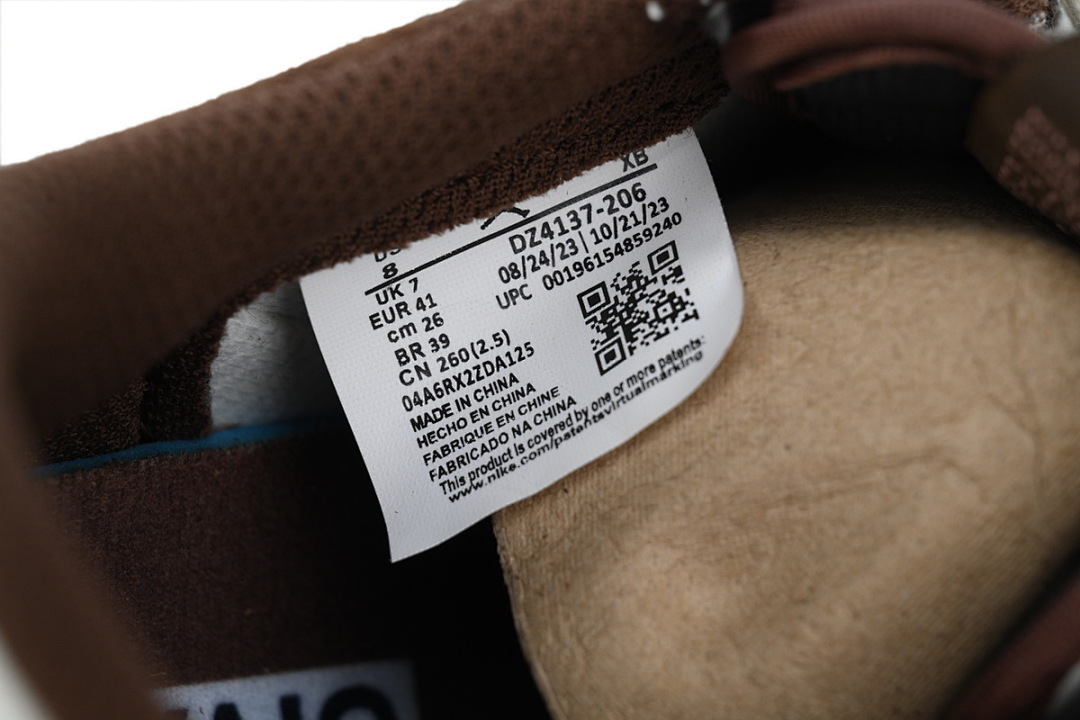 XB
US
8
UK 7
EUR 41
cm 26
BR 39
CN 260(2.5)
DZ4137-206
08/24/23 | 10/21/23
UPC 00196154859240
04A6RX2ZDA125
MADE IN CHINA
HECHO EN CHINA
FABRIQUE EN CHINE
FABRICADO NA CHINA
This product is covered by one or more patents:
www.nike.com/patentsvirtualmarking